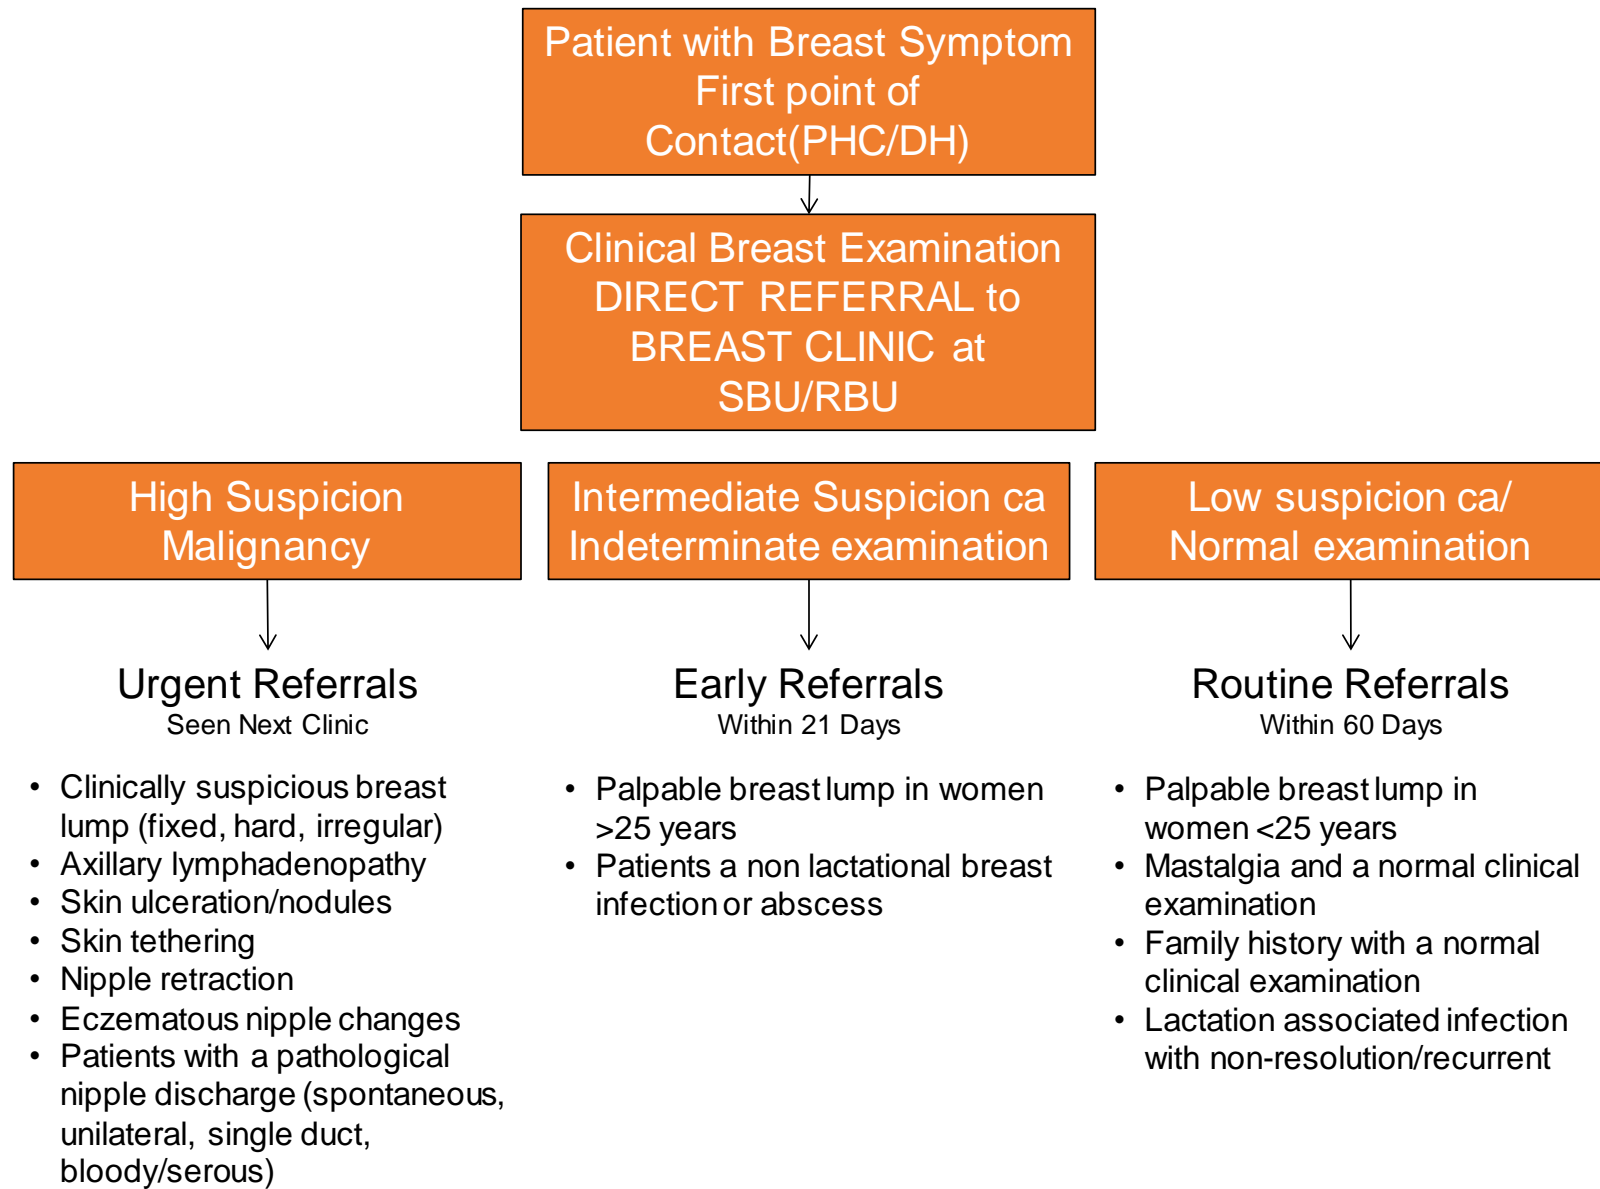 Patient with Breast Symptom
First point of
Contact(PHC/DH)
Clinical Breast Examination
DIRECT REFERRAL to
BREAST CLINIC at
SBU/RBU
High Suspicion
Malignancy
Urgent Referrals
Seen Next Clinic
• Clinically suspicious breast
lump (fixed, hard, irregular)
• Axillary lymphadenopathy
• Skin ulceration/nodules
• Skin tethering
• Nipple retraction
• Eczematous nipple changes
• Patients with a pathological
nipple discharge (spontaneous,
unilateral, single duct,
bloody/serous)
Intermediate Suspicion ca
Indeterminate examination
Early Referrals
Within 21 Days
• Palpable breast lump in women
>25 years
• Patients a non lactational breast
infection or abscess
Low suspicion ca/
Normal examination
Routine Referrals
Within 60 Days
• Palpable breast lump in
women <25 years
• Mastalgia and a normal clinical
examination
• Family history with a normal
clinical examination
• Lactation associated infection
with non-resolution/recurrent